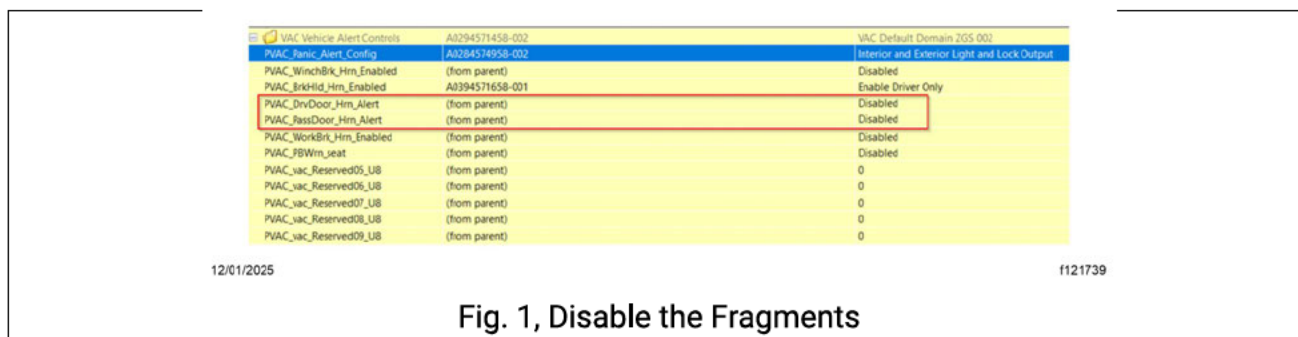 VAC Vehicle Alert Controls A0294571458-002 VAC Default Domain ZGS 002
PVAC_Panic_Alert_Config A0284574958-002 Interior and Exterior Light and Lock Output
PVAC_WinchBrk_Hrn_Enabled (from parent) Disabled
PVAC_BrkHld_Hrn_Enabled A0394571658-001 Enable Driver Only
PVAC_DrvDoor_Hrn_Alert (from parent) Disabled
PVAC_PassDoor_Hrn_Alert (from parent) Disabled
PVAC_WorkBrk_Hrn_Enabled (from parent) Disabled
PVAC_PBWrn_seat (from parent) Disabled
PVAC_vac_Reserved05_U8 (from parent) 0
PVAC_vac_Reserved06_U8 (from parent) 0
PVAC_vac_Reserved07_U8 (from parent) 0
PVAC_vac_Reserved08_U8 (from parent) 0
PVAC_vac_Reserved09_U8 (from parent) 0
12/01/2025 f121739
Fig. 1, Disable the Fragments